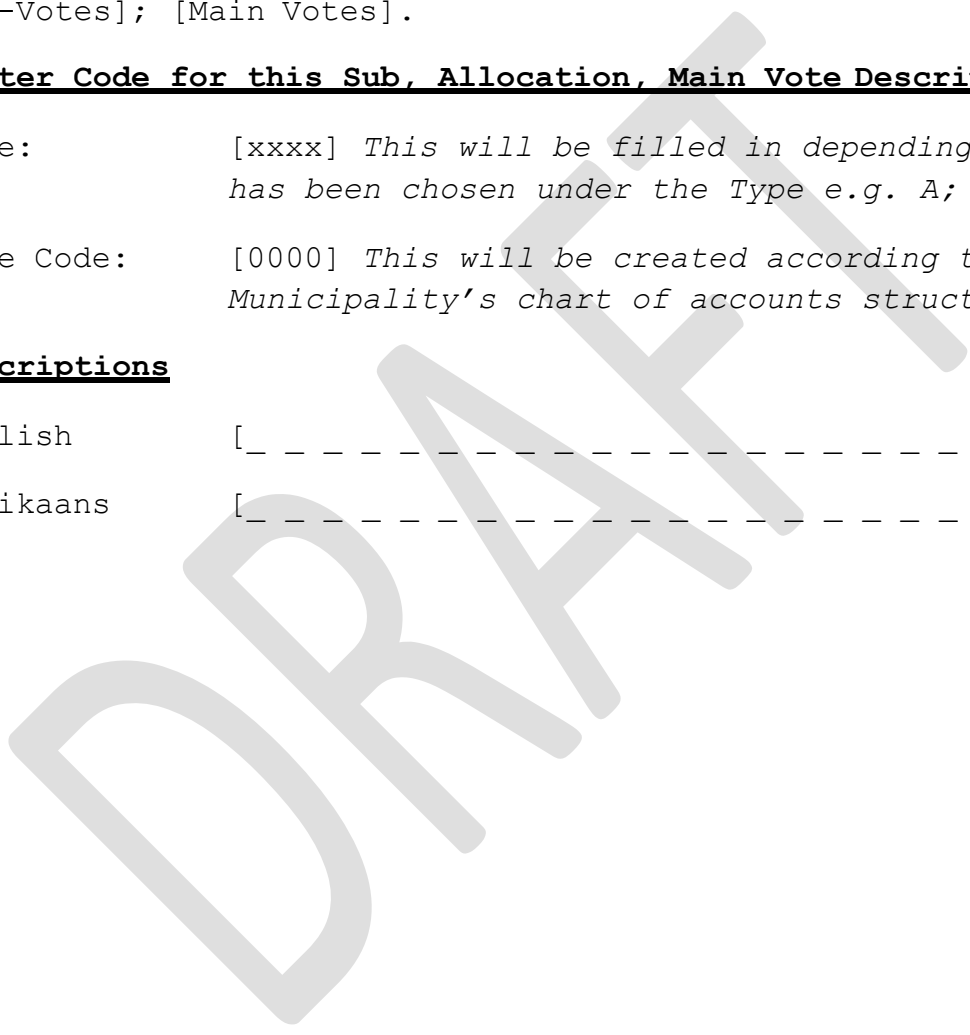 -Votes]; [Main Votes].
ter Code for this Sub, Allocation, Main Vote Descri
e: [xxxx] This will be filled in depending
has been chosen under the Type e.g. A;
e Code: [0000] This will be created according t
Municipality's chart of accounts struct
criptions
lish [_ _ _ _ _ _ _ _ _ _ _ _ _ _ _ _ _ _ _
ikaans [_ _ _ _ _ _ _ _ _ _ _ _ _ _ _ _ _ _ _
DRAFT